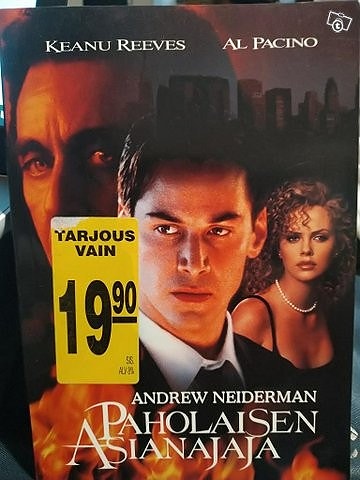 KEANU REEVES AL PACINO
TARJOUS
VAIN
19,90
SIS.
ALV 8%
ANDREW NEIDERMAN
PAHOLAISEN
ASIANAJAJA